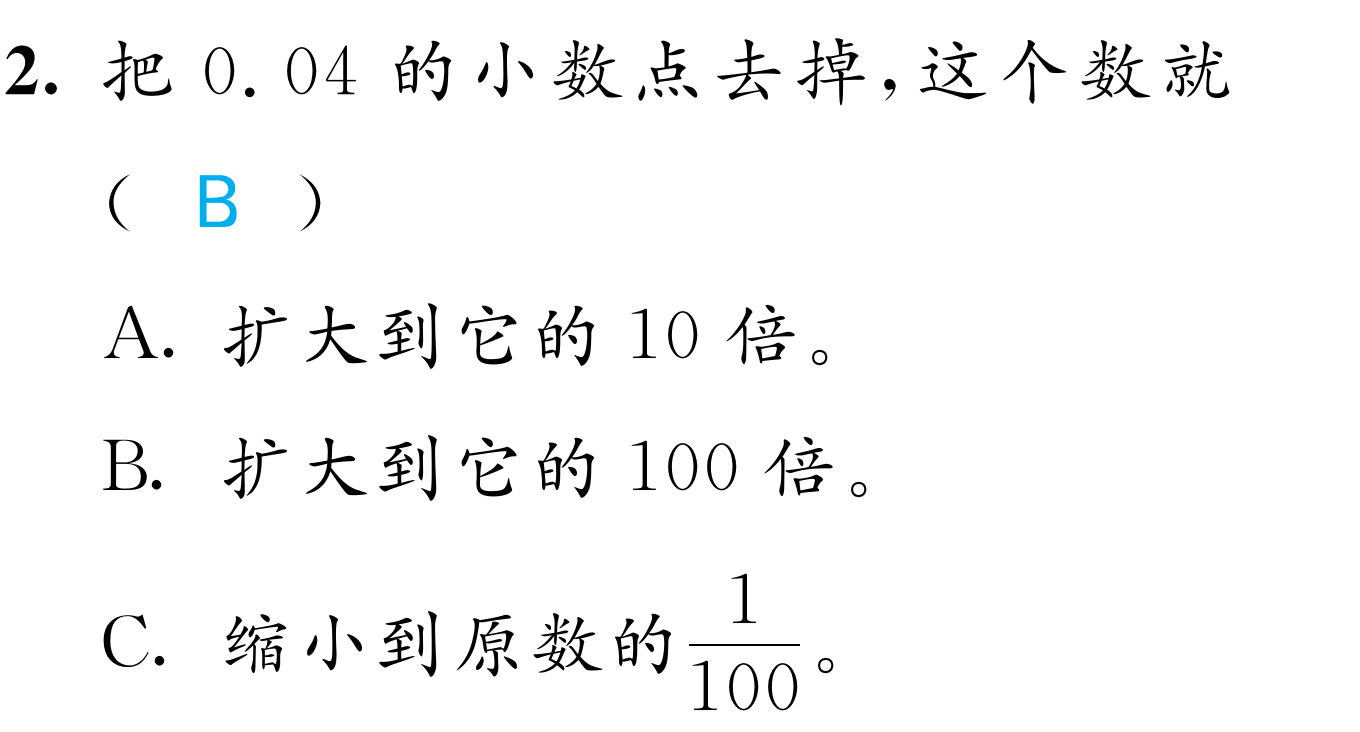 2. 把 0.04 的小数点去掉,这个数就
( B )
A. 扩大到它的 10 倍。
B. 扩大到它的 100 倍。
C. 缩小到原数的 1/100。